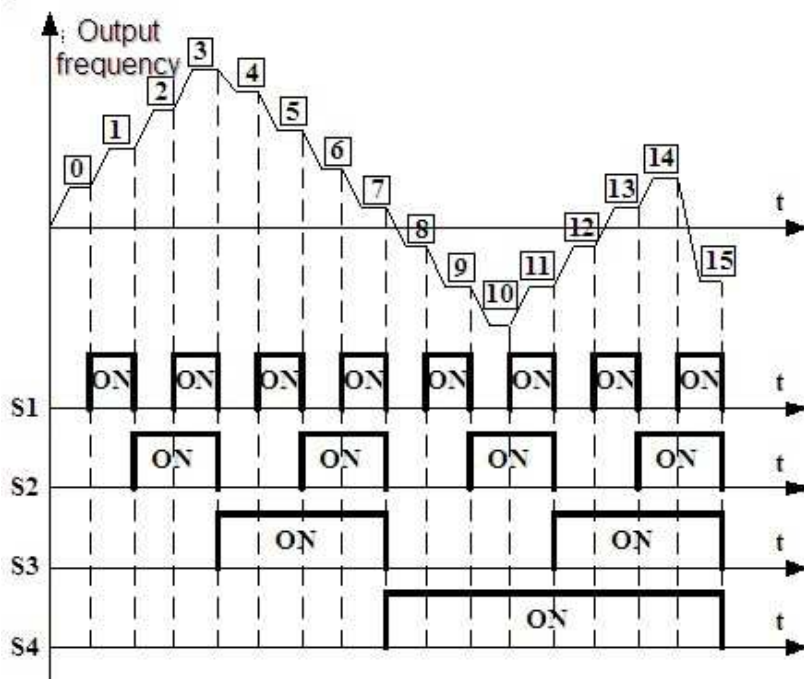 Output
frequency
3
4
2
1
5
14
0
6
13
7
t
8
12
15
9
11
10
ON ON ON ON ON ON ON ON
t
S1
ON ON ON ON
t
S2
ON ON
t
S3
ON
t
S4